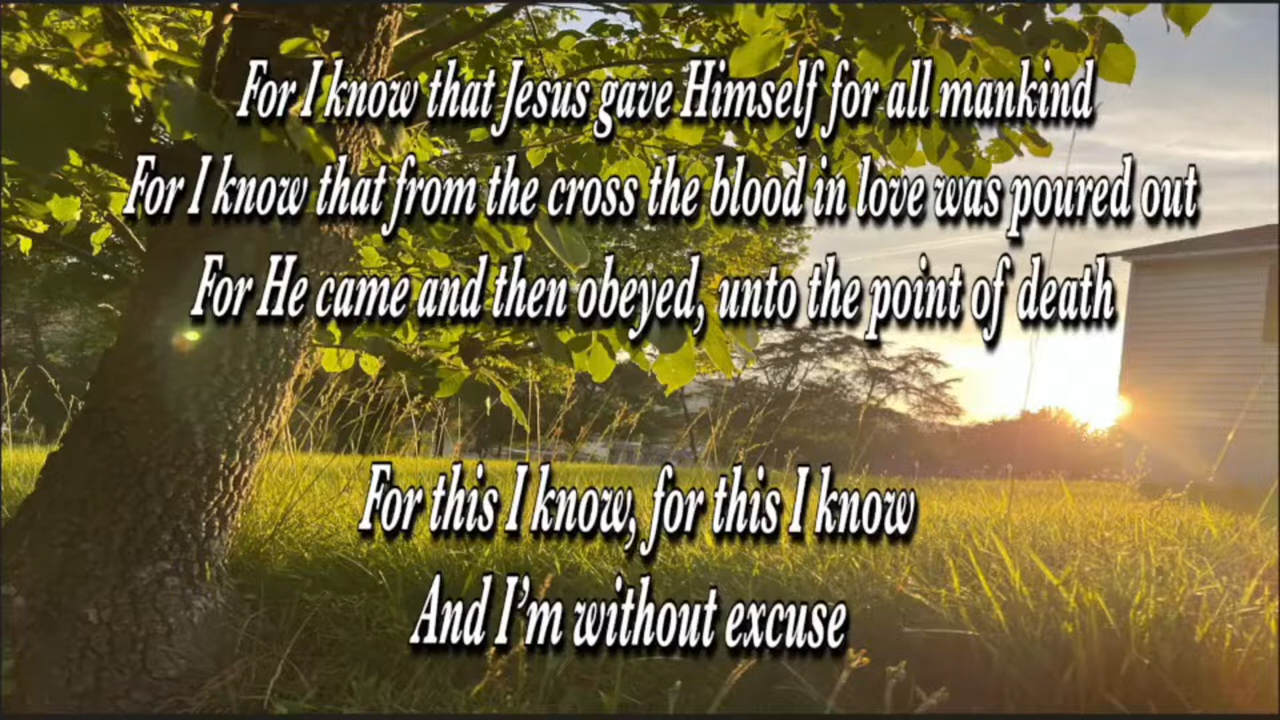 For I know that Jesus gave Himself for all mankind
For I know that from the cross the blood in love was poured out
For He came and then obeyed, unto the point of death
For this I know, for this I know
And I'm without excuse